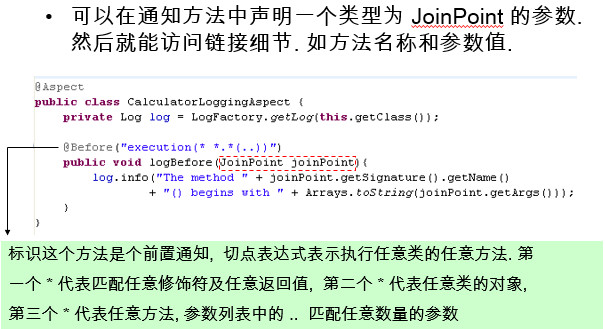 • 可以在通知方法中声明一个类型为 JoinPoint 的参数.
然后就能访问链接细节. 如方法名称和参数值.
@Aspect
public class CalculatorLoggingAspect {
private Log log = LogFactory.getLog(this.getClass());
@Before("execution(* *.*(..))")
public void logBefore(JoinPoint joinPoint){
log.info("The method " + joinPoint.getSignature().getName()
+ "() begins with " + Arrays.toString(joinPoint.getArgs()));
}
}
标识这个方法是个前置通知, 切点表达式表示执行任意类的任意方法. 第
一个 * 代表匹配任意修饰符及任意返回值, 第二个 * 代表任意类的对象,
第三个 * 代表任意方法, 参数列表中的 .. 匹配任意数量的参数